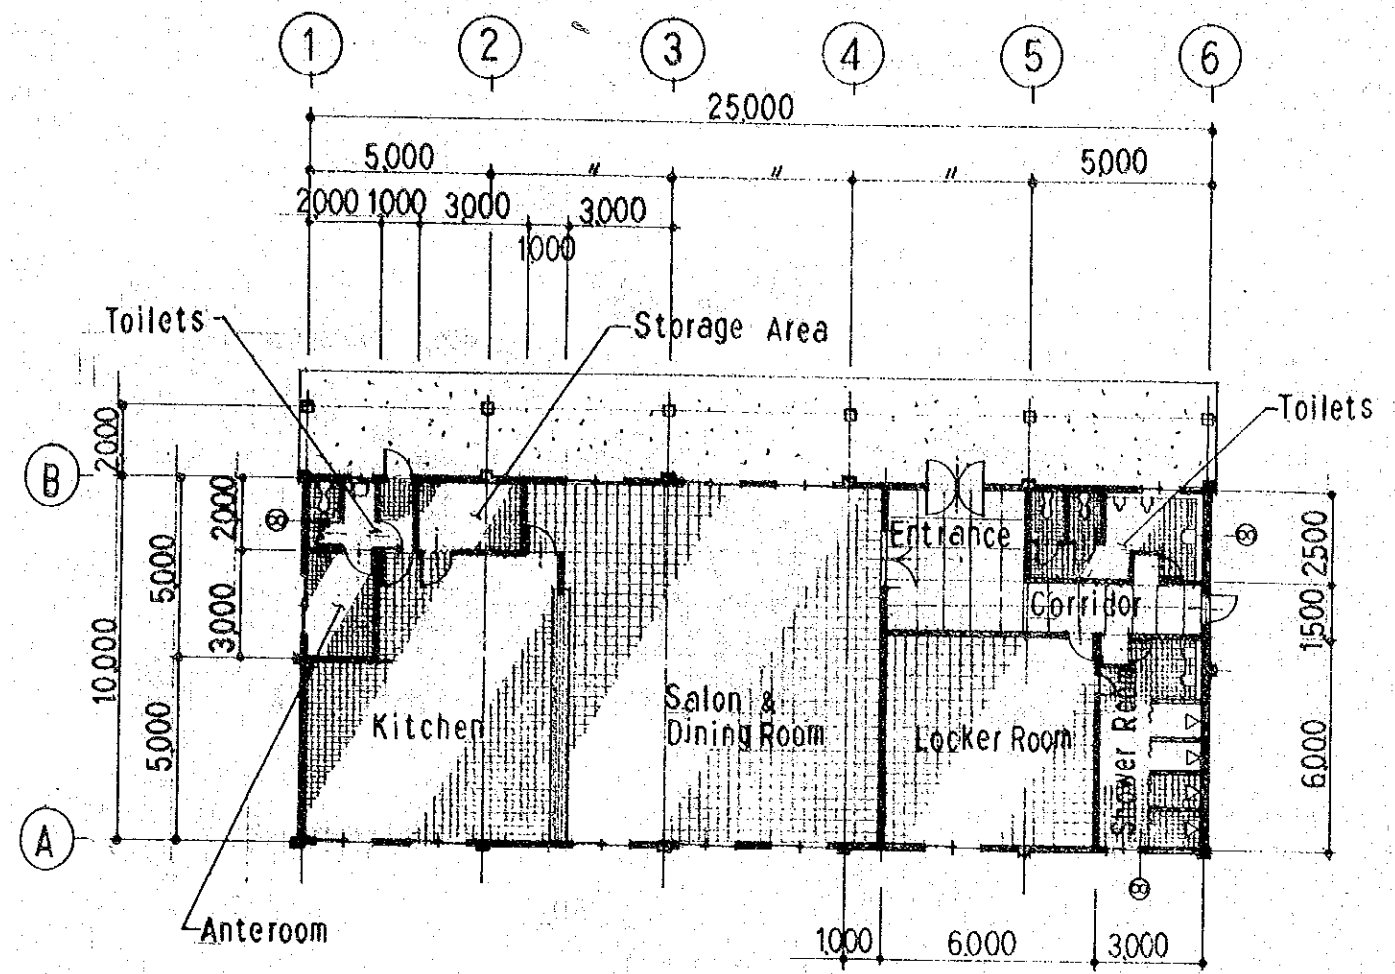 1 2 3 4 5 6
25,000
5,000 〃 〃 〃 5,000
2,000 1,000 3,000 3,000
1,000
Toilets
Storage Area
Toilets
2,000
B
2,000
5,000
3,000
10,000
5,000
Entrance
2,500
Corridor
1,500
Kitchen
Salon &
Dining Room
Locker Room
Shower Room
6,000
A
Anteroom
1,000 6,000 3,000